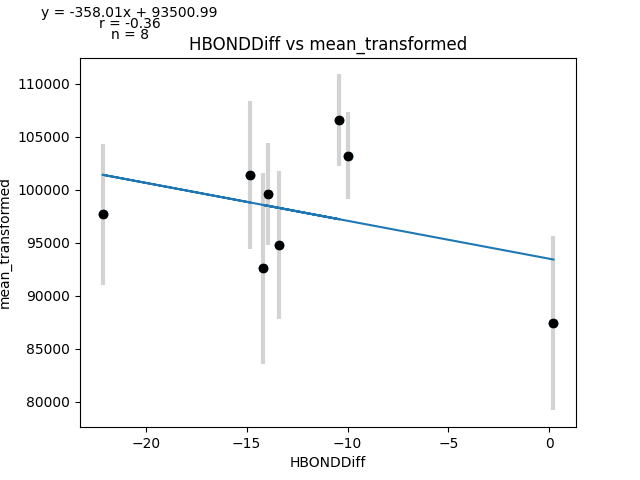 y = -358.01x + 93500.99
r = -0.36
n = 8
HBONDDiff vs mean_transformed
110000
105000
100000
95000
90000
85000
80000
mean_transformed
−20
−15
−10
−5
0
HBONDDiff